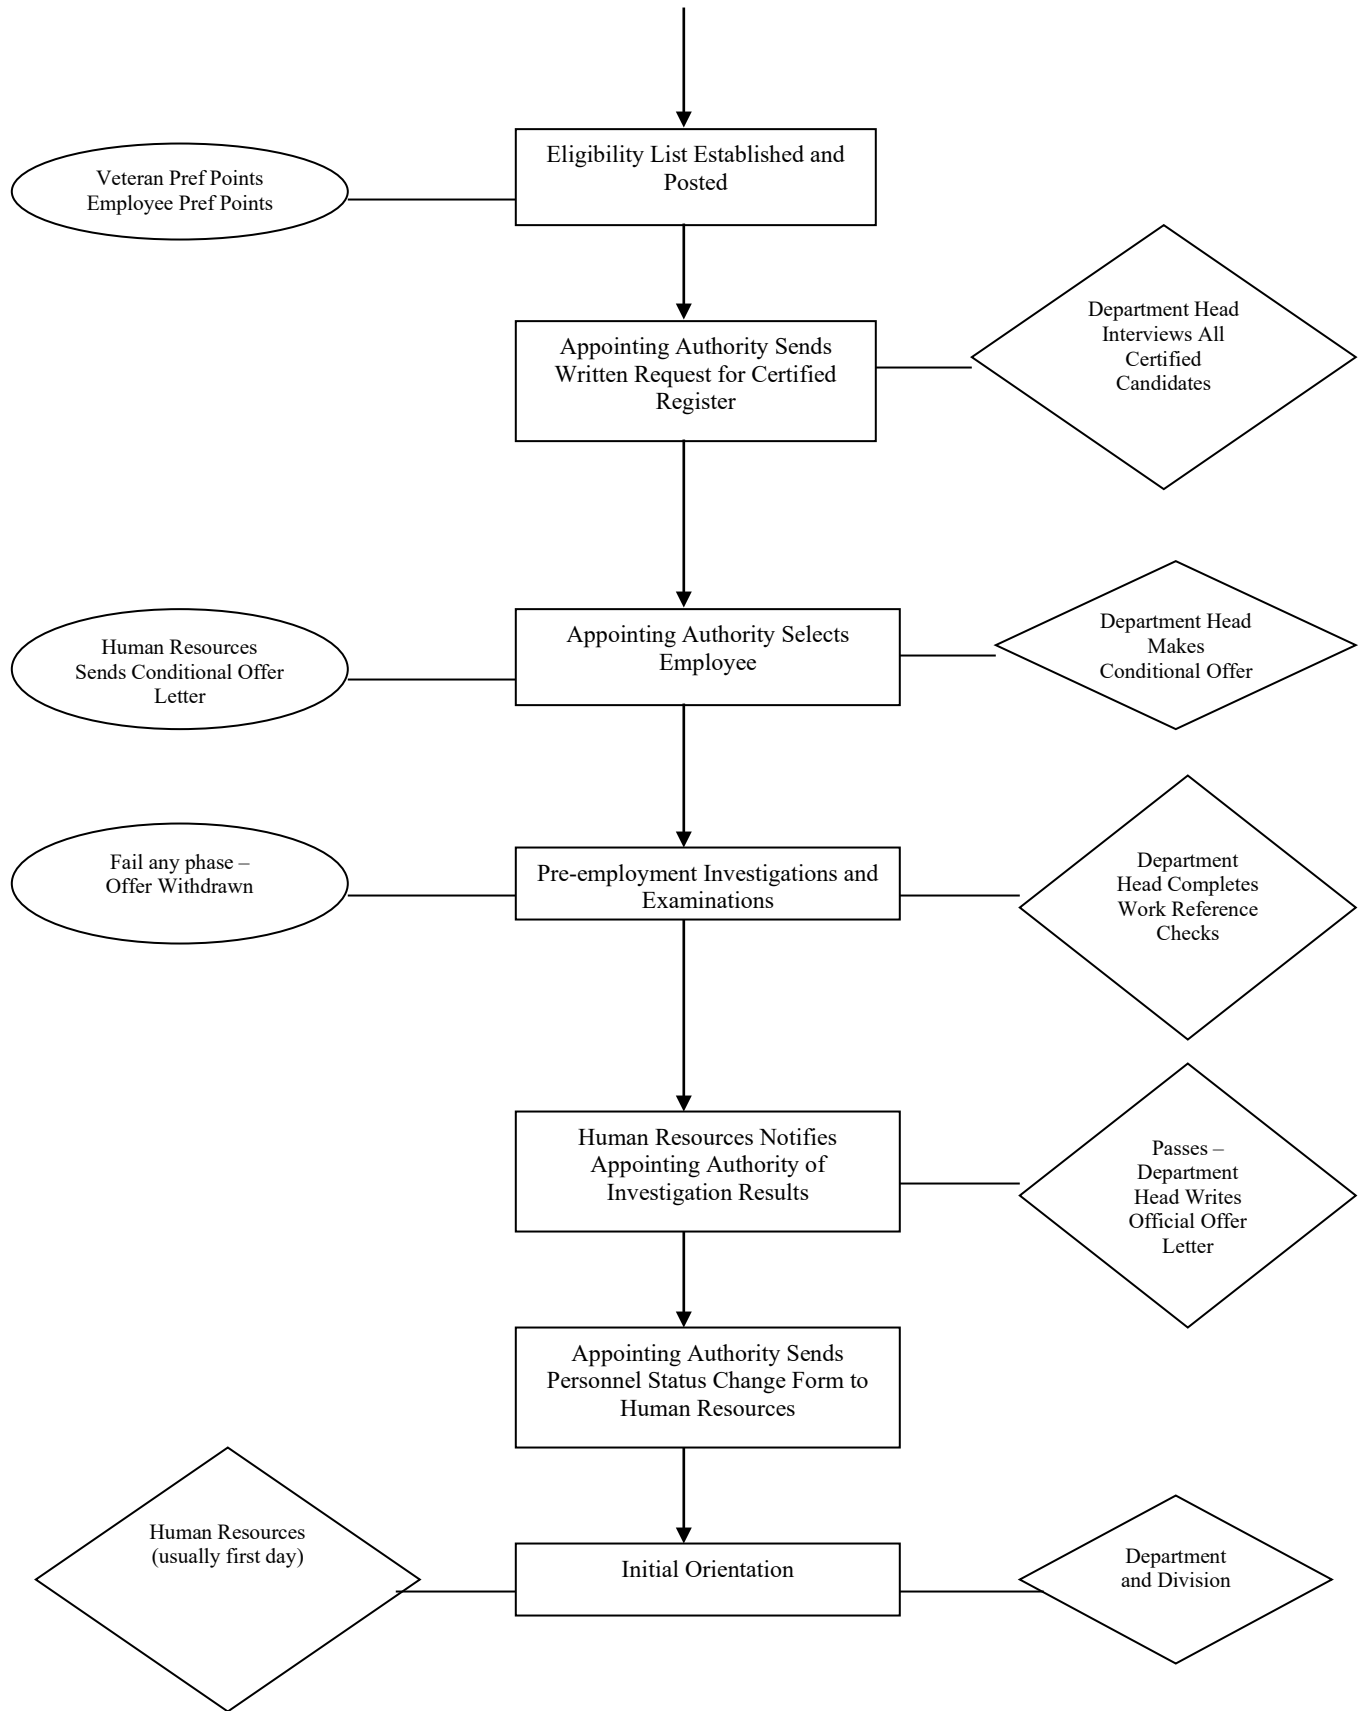 Eligibility List Established and
Posted
Veteran Pref Points
Employee Pref Points
Appointing Authority Sends
Written Request for Certified
Register
Department Head
Interviews All
Certified
Candidates
Appointing Authority Selects
Employee
Human Resources
Sends Conditional Offer
Letter
Department Head
Makes
Conditional Offer
Pre-employment Investigations and
Examinations
Fail any phase –
Offer Withdrawn
Department
Head Completes
Work Reference
Checks
Human Resources Notifies
Appointing Authority of
Investigation Results
Passes –
Department
Head Writes
Official Offer
Letter
Appointing Authority Sends
Personnel Status Change Form to
Human Resources
Human Resources
(usually first day)
Initial Orientation
Department
and Division